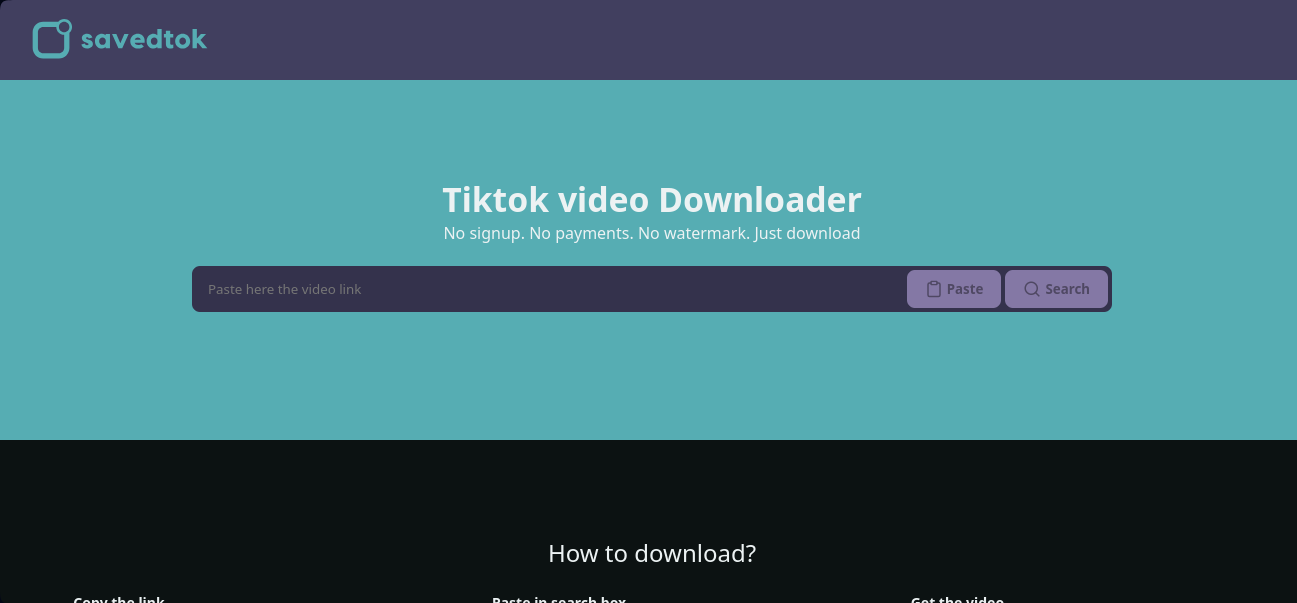 savedtok
Tiktok video Downloader
No signup. No payments. No watermark. Just download
Paste here the video link
Paste
Search
How to download?
Copy the link
Paste in search box
Get the video